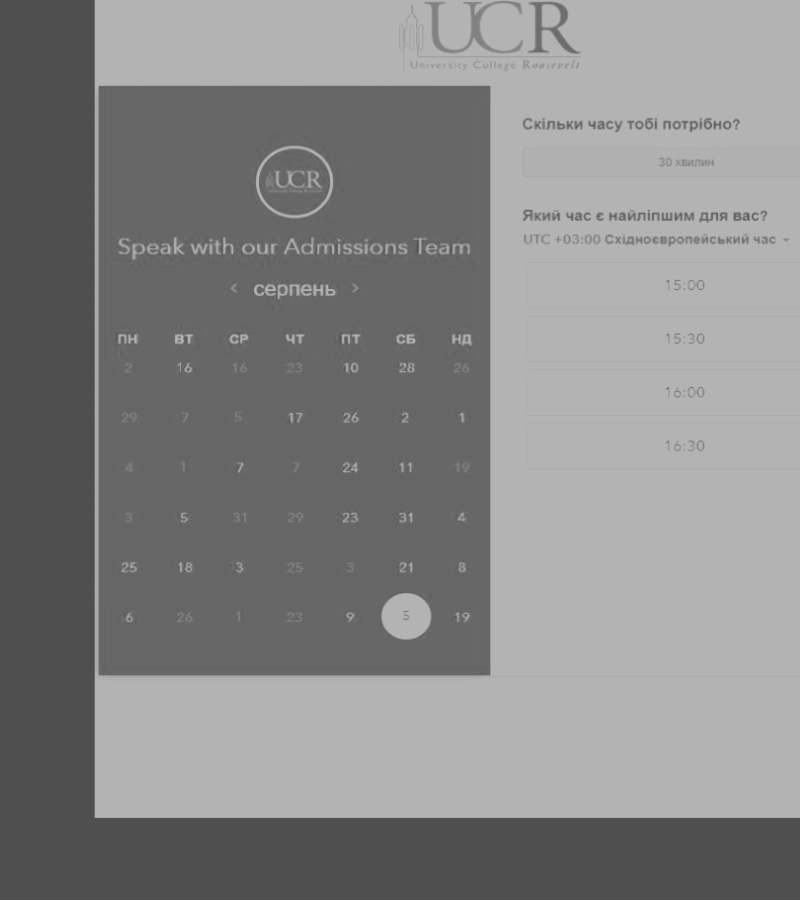 UCR
University College Roosevelt
UCR
Speak with our Admissions Team
< серпень >
ПН ВТ СР ЧТ ПТ СБ НД
2 16 16 23 10 28 26
29 7 5 17 26 2 1
4 1 7 7 24 11 19
3 5 31 29 23 31 4
25 18 3 25 3 21 8
6 26 1 23 9 5 19
Скільки часу тобі потрібно?
30 хвилин
Який час є найліпшим для вас?
UTC +03:00 Східноєвропейський час
15:00
15:30
16:00
16:30